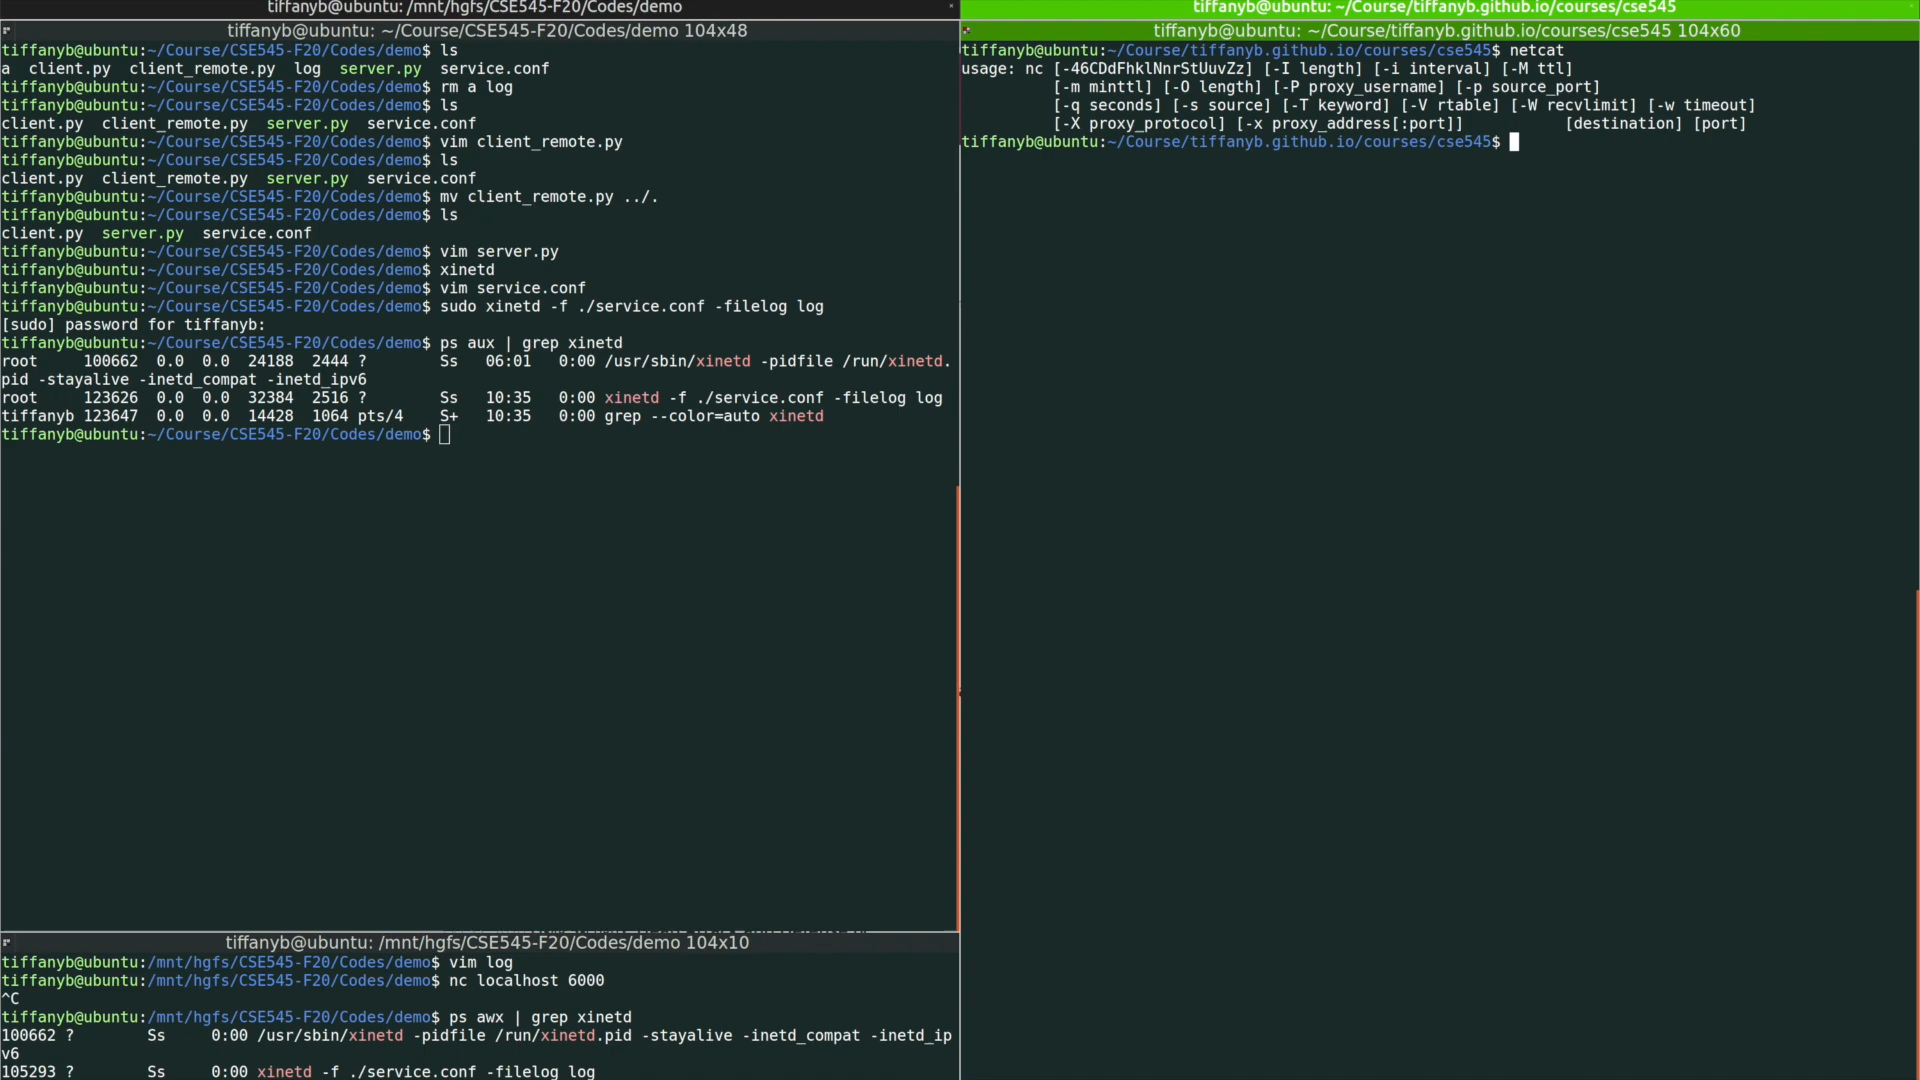 tiffanyb@ubuntu: /mnt/hgfs/CSE545-F20/Codes/demo
tiffanyb@ubuntu: ~/Course/CSE545-F20/Codes/demo 104x48
tiffanyb@ubuntu:~/Course/CSE545-F20/Codes/demo$ ls
a  client.py  client_remote.py  log  server.py  service.conf
tiffanyb@ubuntu:~/Course/CSE545-F20/Codes/demo$ rm a log
tiffanyb@ubuntu:~/Course/CSE545-F20/Codes/demo$ ls
client.py  client_remote.py  server.py  service.conf
tiffanyb@ubuntu:~/Course/CSE545-F20/Codes/demo$ vim client_remote.py
tiffanyb@ubuntu:~/Course/CSE545-F20/Codes/demo$ ls
client.py  client_remote.py  server.py  service.conf
tiffanyb@ubuntu:~/Course/CSE545-F20/Codes/demo$ mv client_remote.py ../.
tiffanyb@ubuntu:~/Course/CSE545-F20/Codes/demo$ ls
client.py  server.py  service.conf
tiffanyb@ubuntu:~/Course/CSE545-F20/Codes/demo$ vim server.py
tiffanyb@ubuntu:~/Course/CSE545-F20/Codes/demo$ xinetd
tiffanyb@ubuntu:~/Course/CSE545-F20/Codes/demo$ vim service.conf
tiffanyb@ubuntu:~/Course/CSE545-F20/Codes/demo$ sudo xinetd -f ./service.conf -filelog log
[sudo] password for tiffanyb:
tiffanyb@ubuntu:~/Course/CSE545-F20/Codes/demo$ ps aux | grep xinetd
root     100662  0.0  0.0  24188  2444 ?        Ss   06:01   0:00 /usr/sbin/xinetd -pidfile /run/xinetd.
pid -stayalive -inetd_compat -inetd_ipv6
root     123626  0.0  0.0  32384  2516 ?        Ss   10:35   0:00 xinetd -f ./service.conf -filelog log
tiffanyb 123647  0.0  0.0  14428  1064 pts/4    S+   10:35   0:00 grep --color=auto xinetd
tiffanyb@ubuntu:~/Course/CSE545-F20/Codes/demo$
tiffanyb@ubuntu: /mnt/hgfs/CSE545-F20/Codes/demo 104x10
tiffanyb@ubuntu:/mnt/hgfs/CSE545-F20/Codes/demo$ vim log
tiffanyb@ubuntu:/mnt/hgfs/CSE545-F20/Codes/demo$ nc localhost 6000
^C
tiffanyb@ubuntu:/mnt/hgfs/CSE545-F20/Codes/demo$ ps awx | grep xinetd
100662 ?        Ss     0:00 /usr/sbin/xinetd -pidfile /run/xinetd.pid -stayalive -inetd_compat -inetd_ip
v6
105293 ?        Ss     0:00 xinetd -f ./service.conf -filelog log
tiffanyb@ubuntu: ~/Course/tiffanyb.github.io/courses/cse545
tiffanyb@ubuntu: ~/Course/tiffanyb.github.io/courses/cse545 104x60
tiffanyb@ubuntu:~/Course/tiffanyb.github.io/courses/cse545$ netcat
usage: nc [-46CDdFhklNnrStUuvZz] [-I length] [-i interval] [-M ttl]
          [-m minttl] [-O length] [-P proxy_username] [-p source_port]
          [-q seconds] [-s source] [-T keyword] [-V rtable] [-W recvlimit] [-w timeout]
          [-X proxy_protocol] [-x proxy_address[:port]]           [destination] [port]
tiffanyb@ubuntu:~/Course/tiffanyb.github.io/courses/cse545$